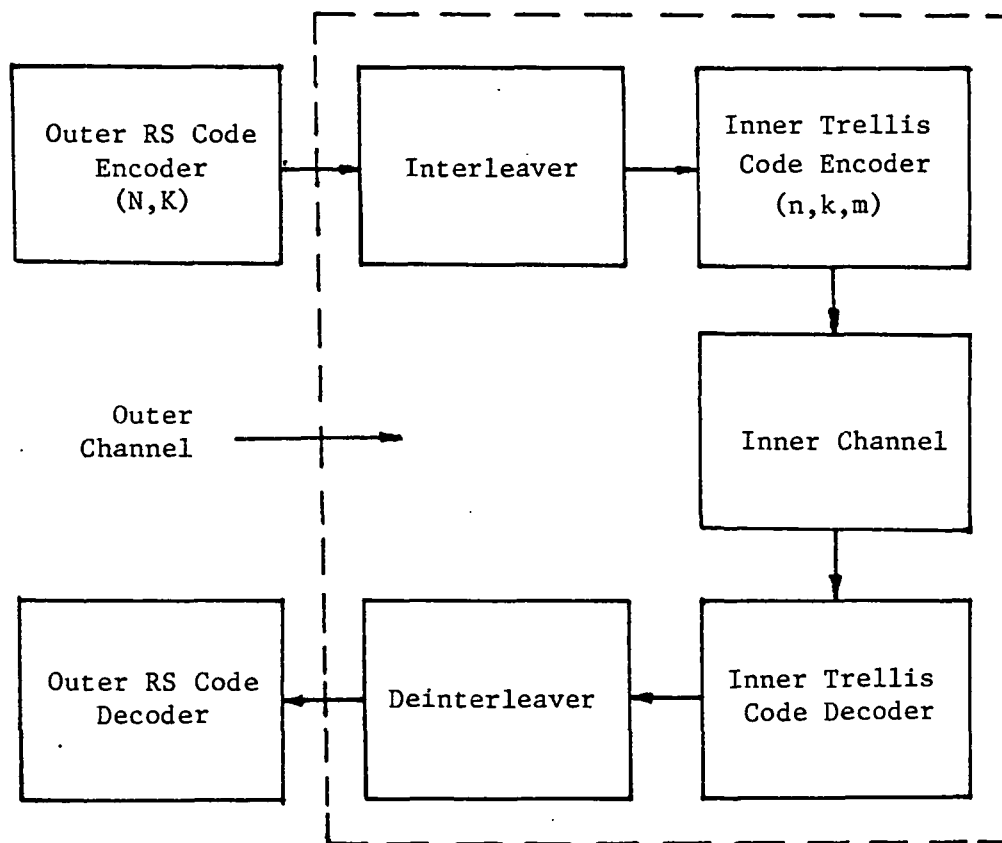 Outer RS Code
Encoder
(N,K)
Interleaver
Inner Trellis
Code Encoder
(n,k,m)
Outer
Channel
Inner Channel
Outer RS Code
Decoder
Deinterleaver
Inner Trellis
Code Decoder